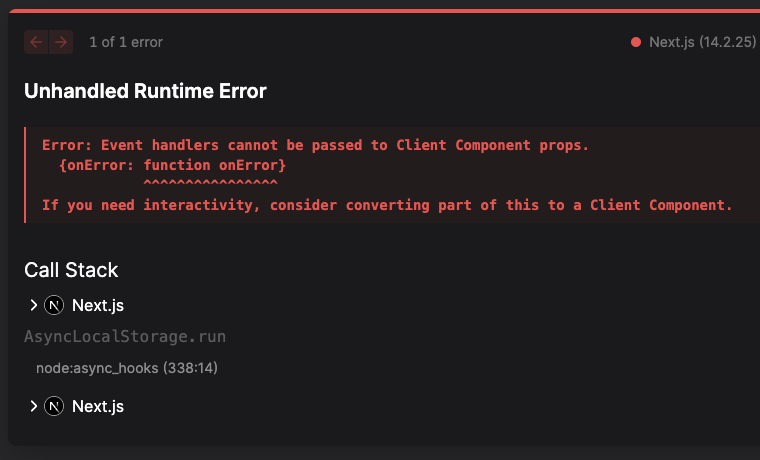 1 of 1 error
Next.js (14.2.25)
Unhandled Runtime Error
Error: Event handlers cannot be passed to Client Component props.
  {onError: function onError}
            ^^^^^^^^^^^^^^^^
If you need interactivity, consider converting part of this to a Client Component.
Call Stack
N Next.js
AsyncLocalStorage.run
node:async_hooks (338:14)
N Next.js